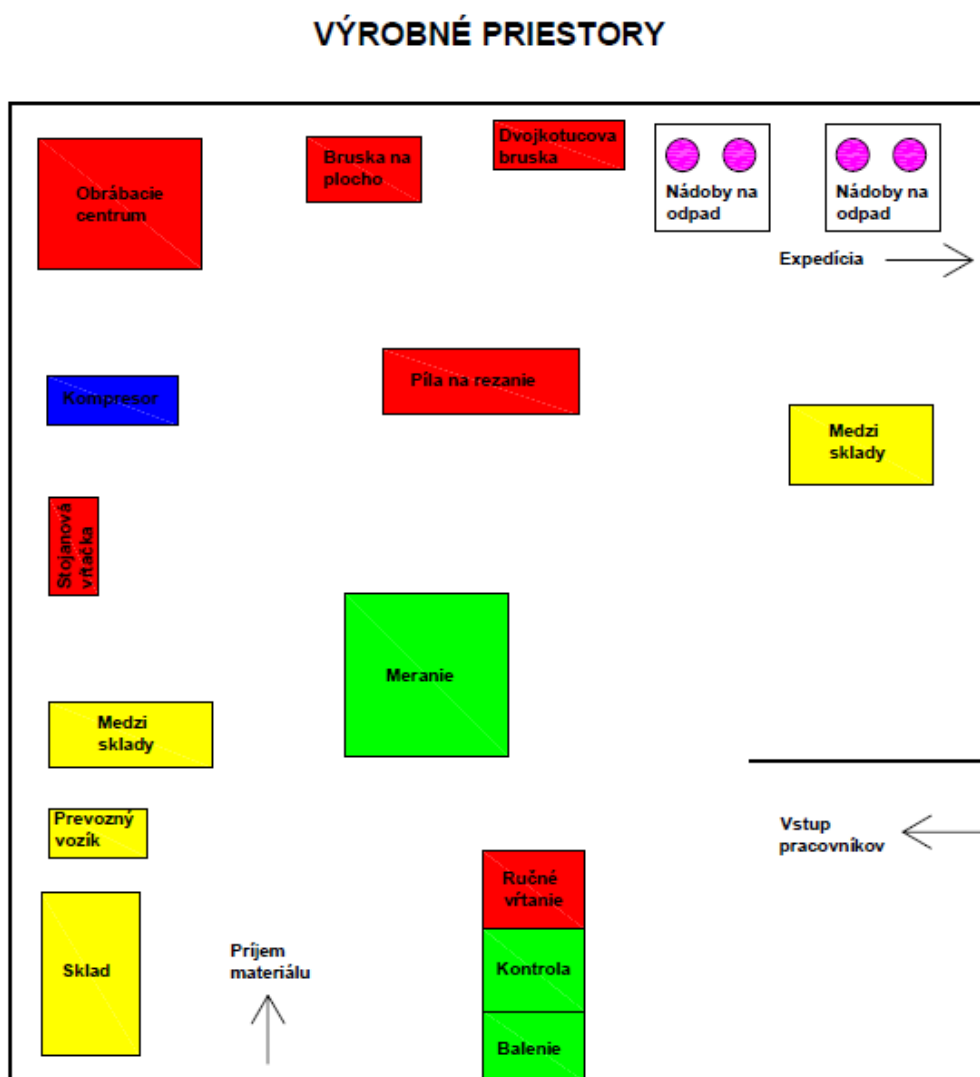 VÝROBNÉ PRIESTORY
Obrábacie
centrum
Bruska na
plocho
Dvojkotucova
bruska
Nádoby na
odpad
Nádoby na
odpad
Expedícia
Kompresor
Píla na rezanie
Medzi
sklady
Stojanová
vŕtačka
Meranie
Medzi
sklady
Prevozný
vozík
Vstup
pracovníkov
Ručné
vŕtanie
Sklad
Príjem
materiálu
Kontrola
Balenie